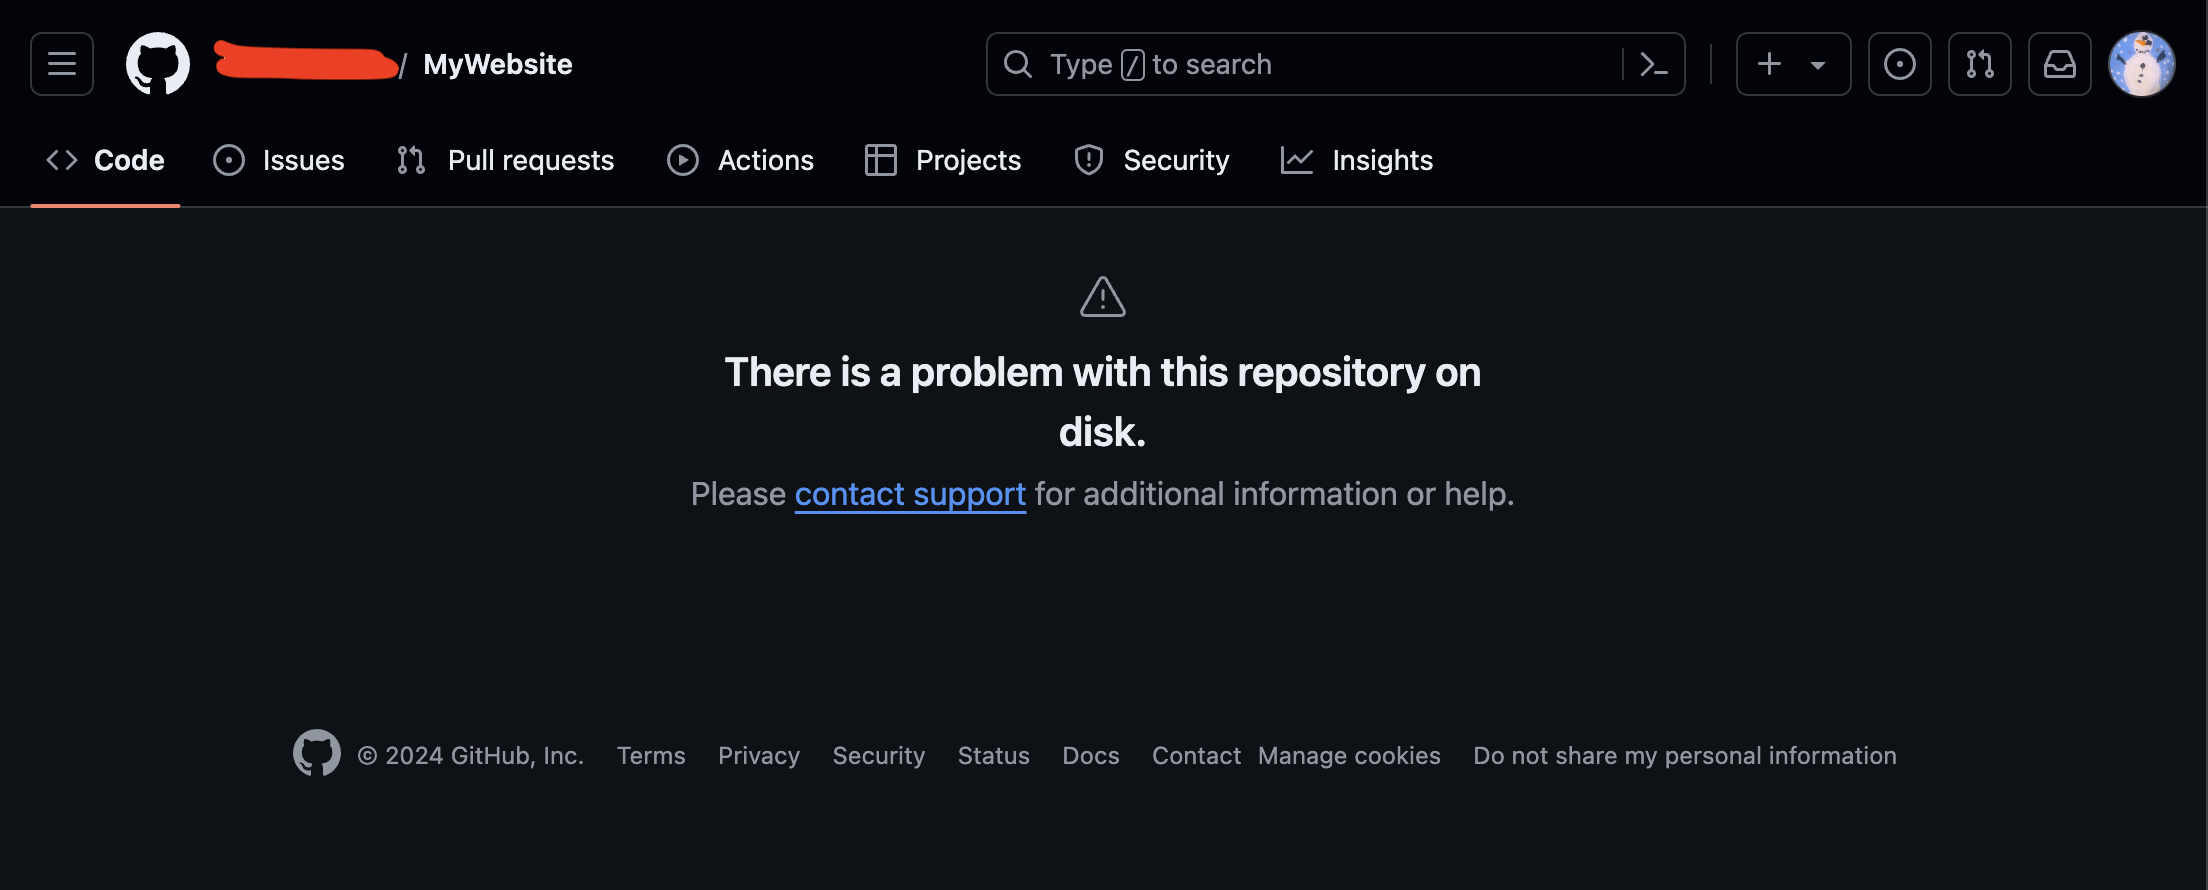 / MyWebsite
Type / to search
Code Issues Pull requests Actions Projects Security Insights
There is a problem with this repository on
disk.
Please contact support for additional information or help.
© 2024 GitHub, Inc. Terms Privacy Security Status Docs Contact Manage cookies Do not share my personal information